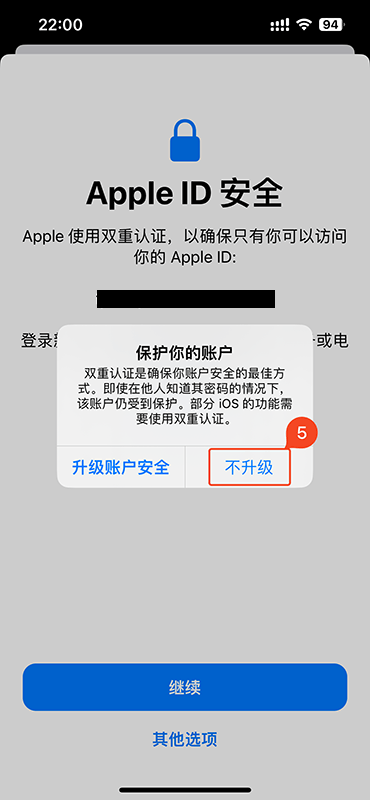 22:00
94
Apple ID 安全
Apple 使用双重认证，以确保只有你可以访问
你的 Apple ID:
登录
或电
保护你的账户
双重认证是确保你账户安全的最佳方
式。即使在他人知道其密码的情况下，
该账户仍受到保护。部分 iOS 的功能需
要使用双重认证。
5
升级账户安全
不升级
继续
其他选项